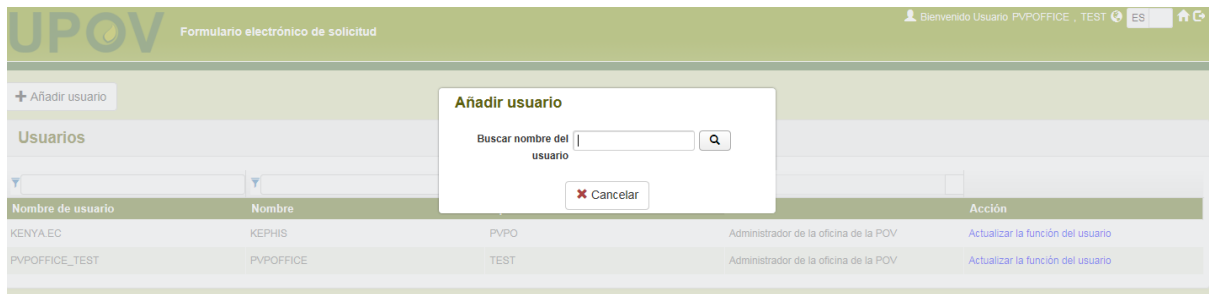 UPOV Formulario electrónico de solicitud Bienvenido Usuario PVPOFFICE , TEST ES
Añadir usuario
Añadir usuario
Usuarios
Buscar nombre del
usuario
Cancelar
Nombre de usuario Nombre Acción
KENYA.EC KEPHIS PVPO Administrador de la oficina de la POV Actualizar la función del usuario
PVPOFFICE_TEST PVPOFFICE TEST Administrador de la oficina de la POV Actualizar la función del usuario